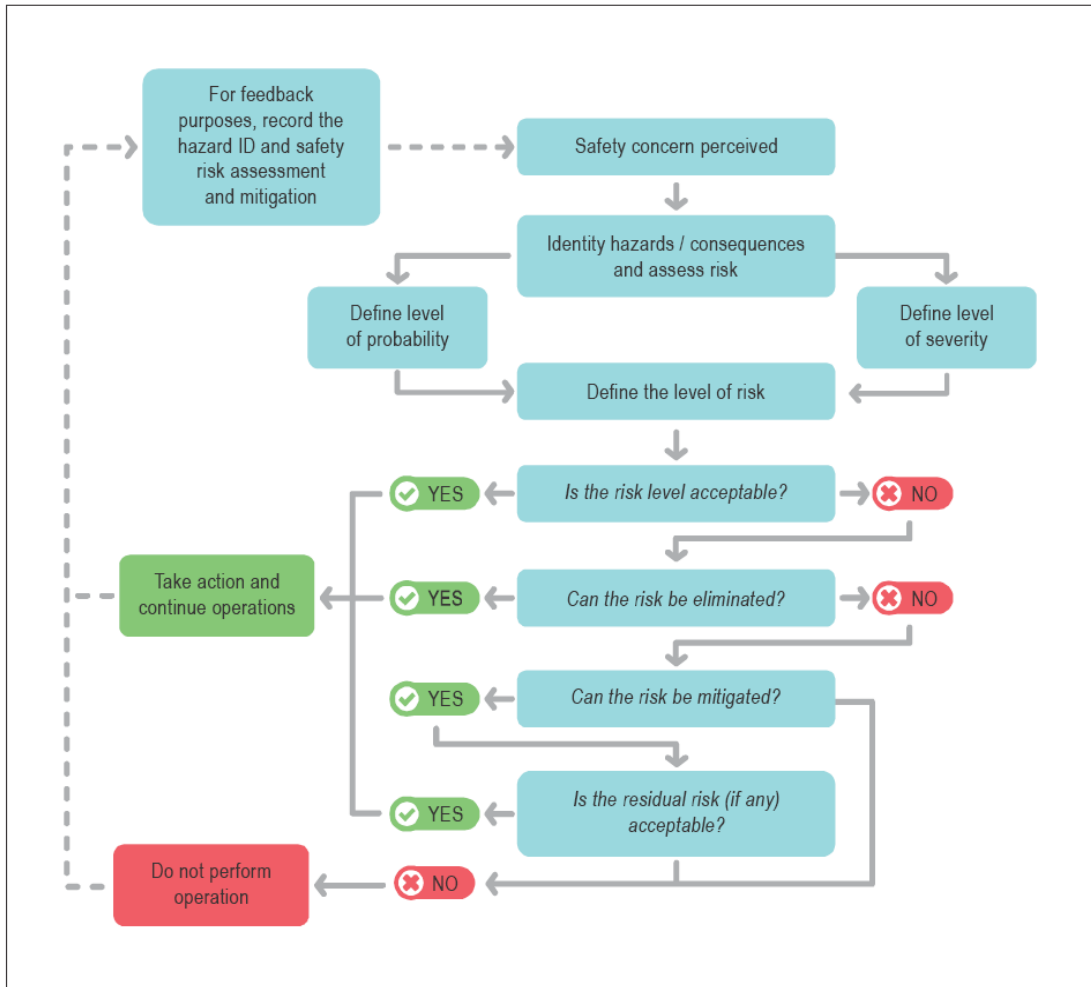 For feedback
purposes, record the
hazard ID and safety
risk assessment
and mitigation
Safety concern perceived
Identity hazards / consequences
and assess risk
Define level
of probability
Define level
of severity
Define the level of risk
YES
Is the risk level acceptable?
NO
Take action and
continue operations
YES
Can the risk be eliminated?
NO
YES
Can the risk be mitigated?
YES
Is the residual risk (if any)
acceptable?
Do not perform
operation
NO